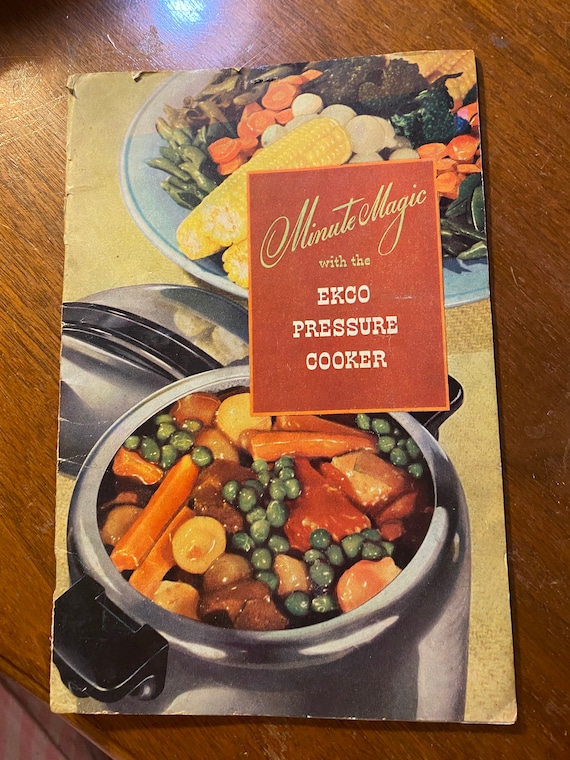 Minute Magic
with the
EKCO
PRESSURE
COOKER